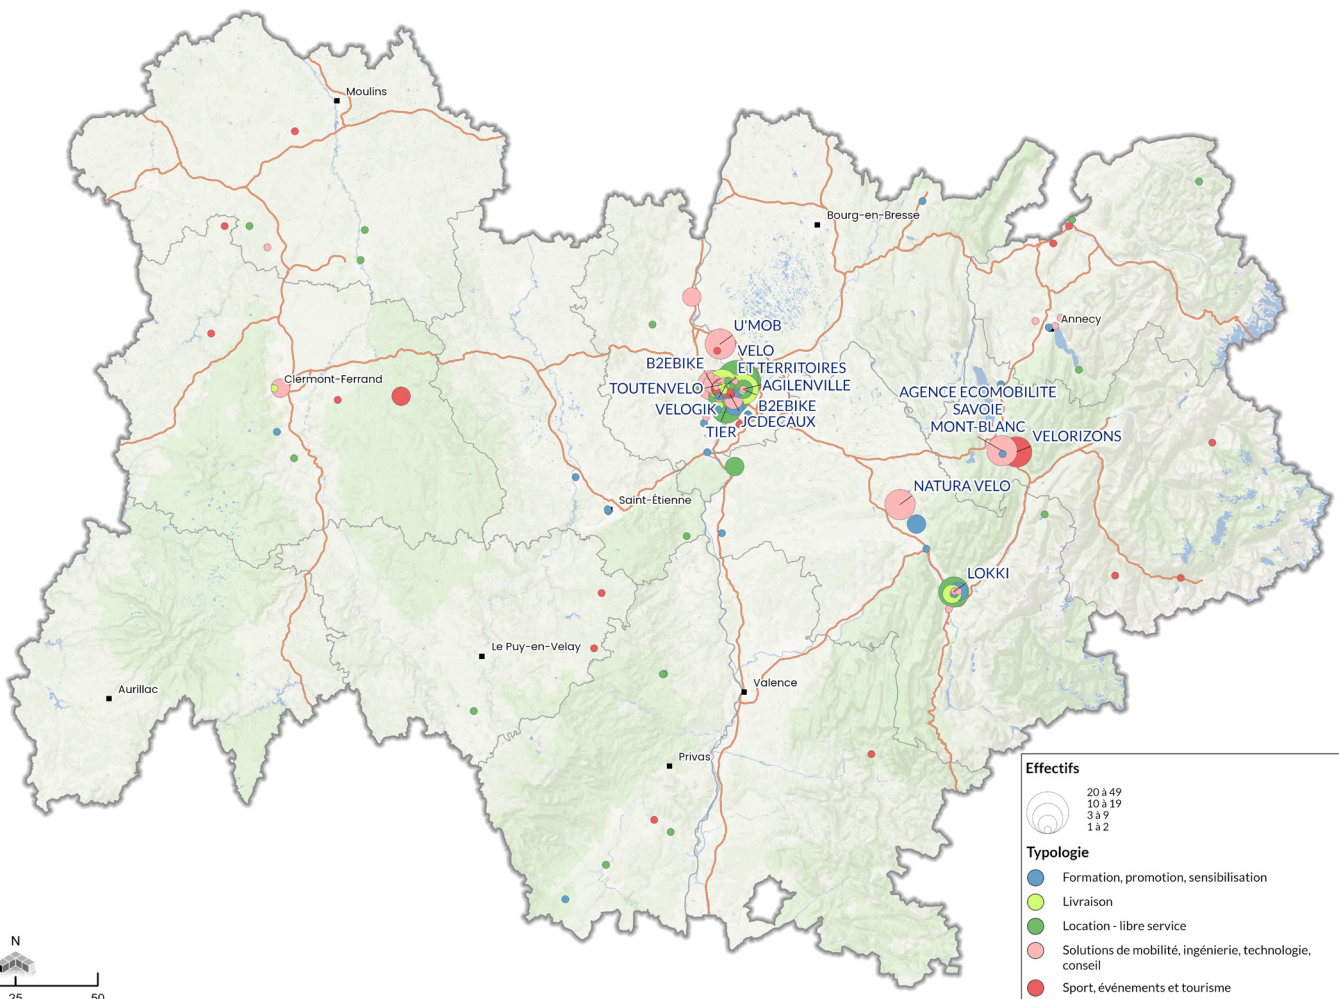 Moulins
Bourg-en-Bresse
Annecy
U'MOB
VELO
ET TERRITOIRES
B2EBIKE
AGILENVILLE
TOUTENVELO
B2EBIKE
VELOGIK
JCDECAUX
TIER
Clermont-Ferrand
AGENCE ECOMOBILITE
SAVOIE
MONT-BLANC
VELORIZONS
NATURA VELO
Saint-Étienne
LOKKI
Le Puy-en-Velay
Aurillac
Valence
Privas
Effectifs
20 à 49
10 à 19
3 à 9
1 à 2
Typologie
Formation, promotion, sensibilisation
Livraison
Location - libre service
Solutions de mobilité, ingénierie, technologie,
conseil
Sport, événements et tourisme
N
25 50